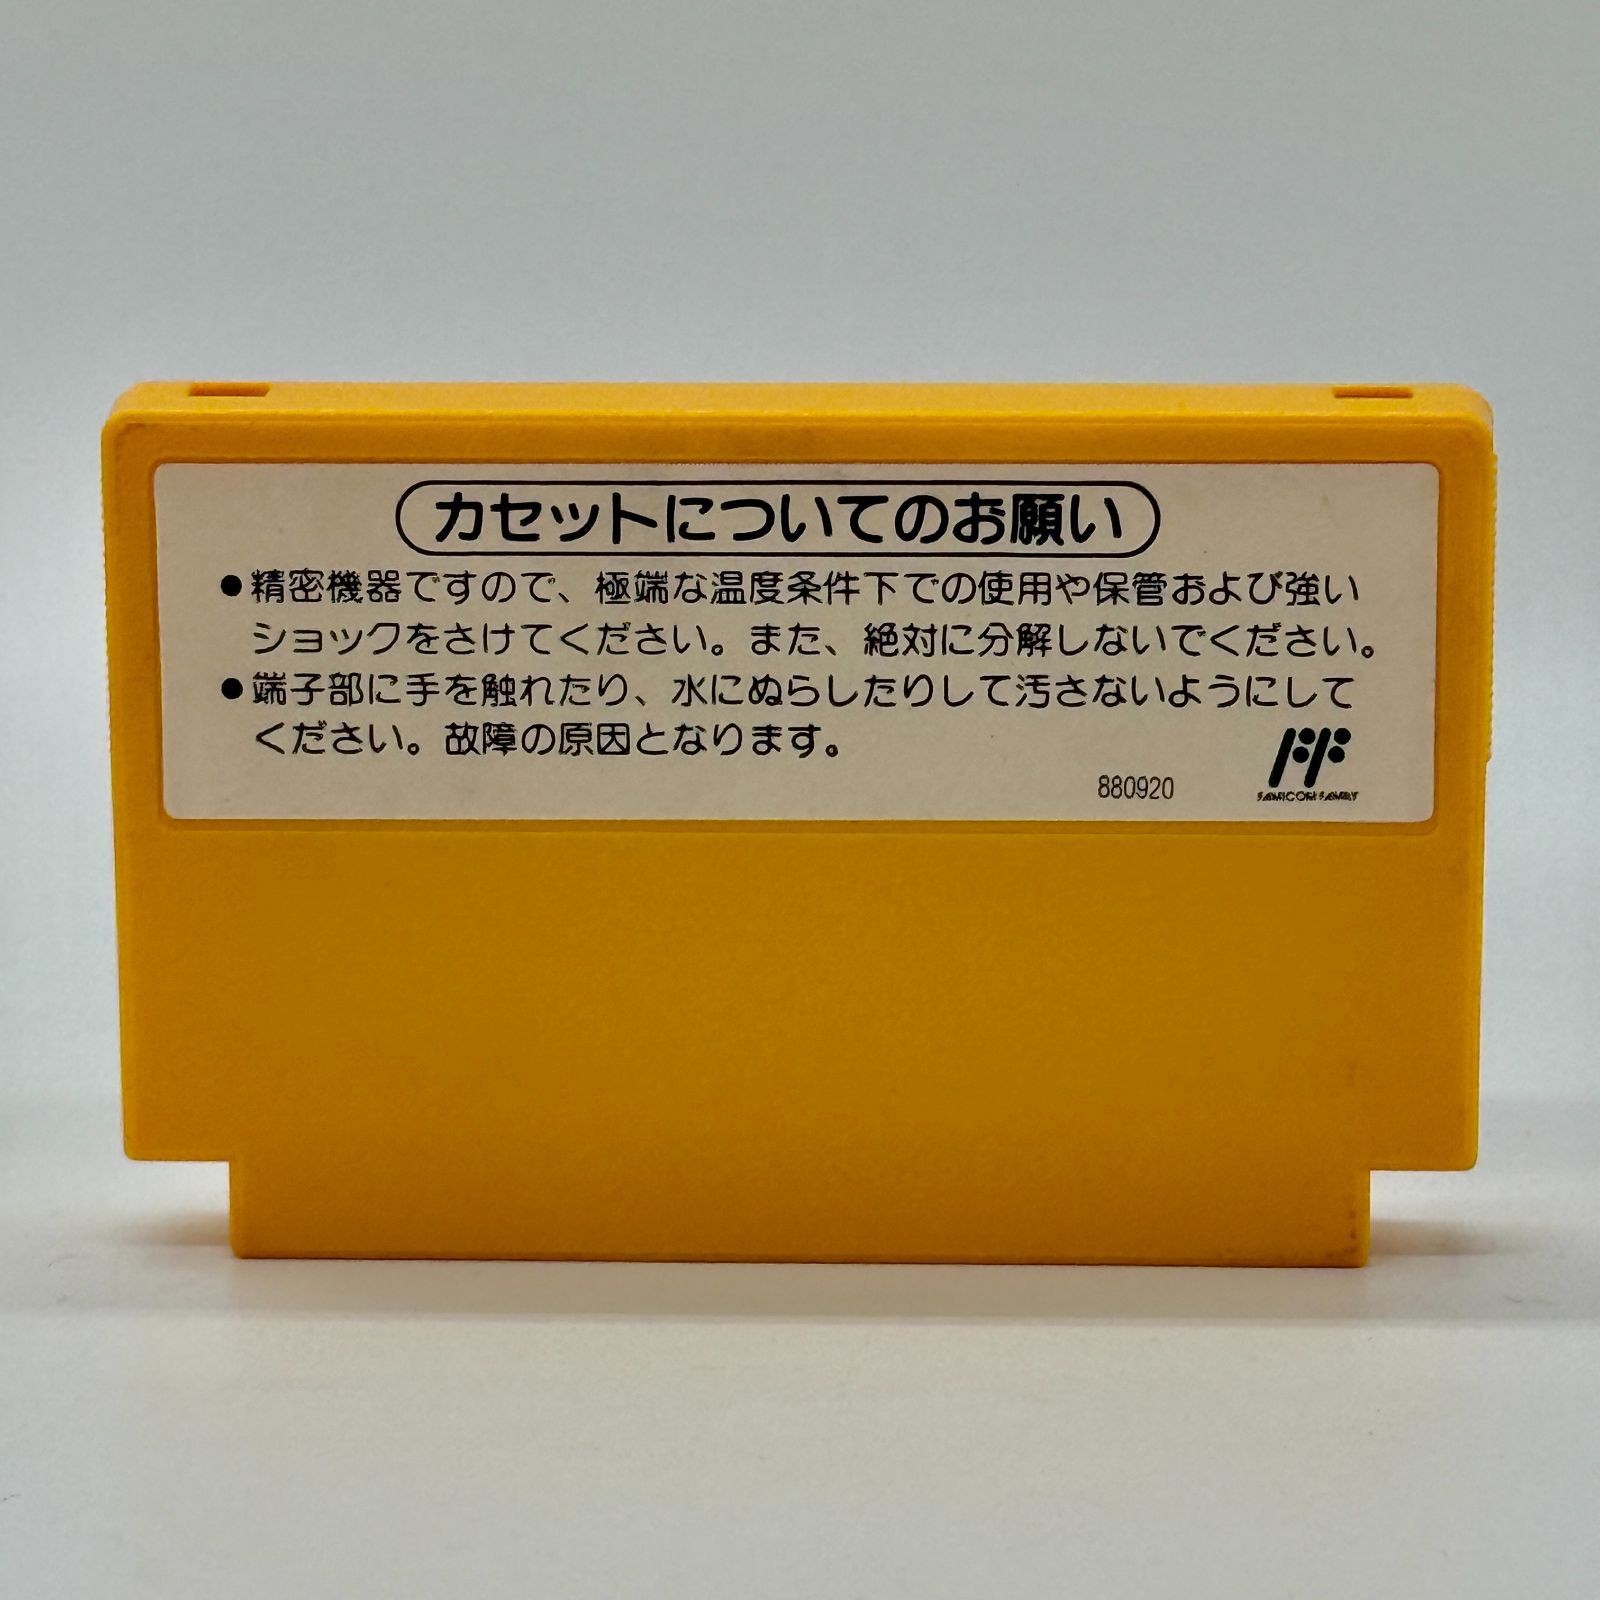 カセットについてのお願い
●精密機器ですので、極端な温度条件下での使用や保管および強い
ショックをさけてください。また、絶対に分解しないでください。
●端子部に手を触れたり、水にぬらしたりして汚さないようにして
ください。故障の原因となります。
880920
FF
FAMICOM FAMILY